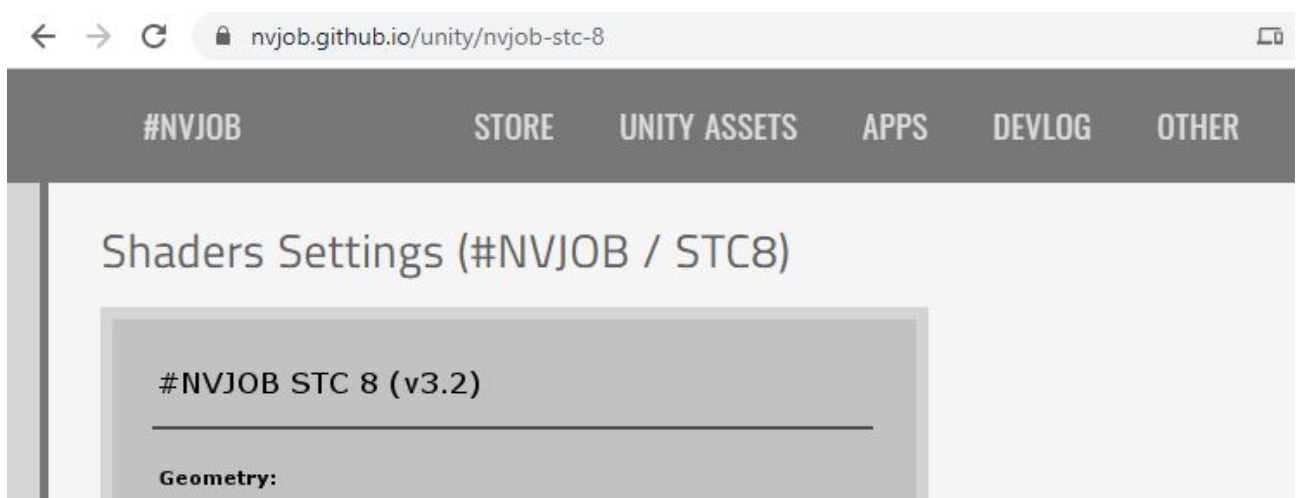 nvjob.github.io/unity/nvjob-stc-8
#NVJOB STORE UNITY ASSETS APPS DEVLOG OTHER
Shaders Settings (#NVJOB / STC8)
#NVJOB STC 8 (v3.2)
Geometry: